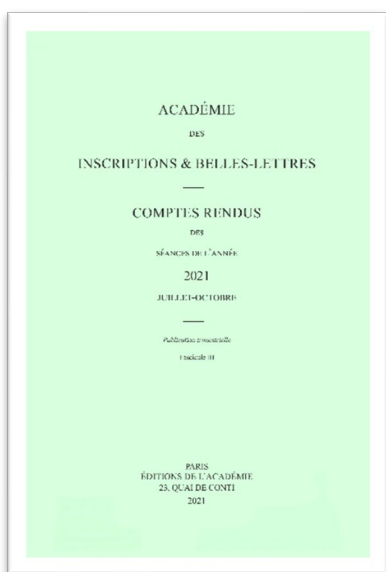 ACADÉMIE
DES
INSCRIPTIONS & BELLES-LETTRES
COMPTES RENDUS
DES
SÉANCES DE L'ANNÉE
2021
JUILLET-OCTOBRE
Publication trimestrielle
Fascicule III
PARIS
ÉDITIONS DE L'ACADÉMIE
23, QUAI DE CONTI
2021